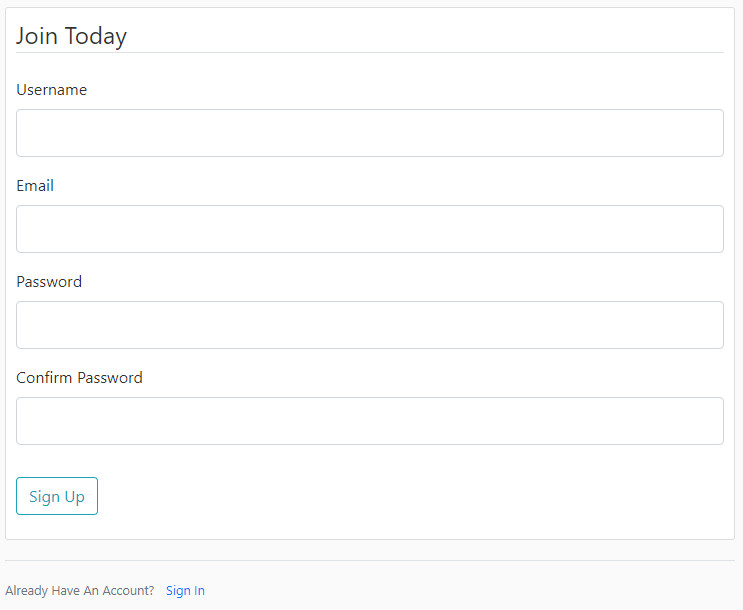 Join Today
Username
Email
Password
Confirm Password
Sign Up
Already Have An Account? Sign In